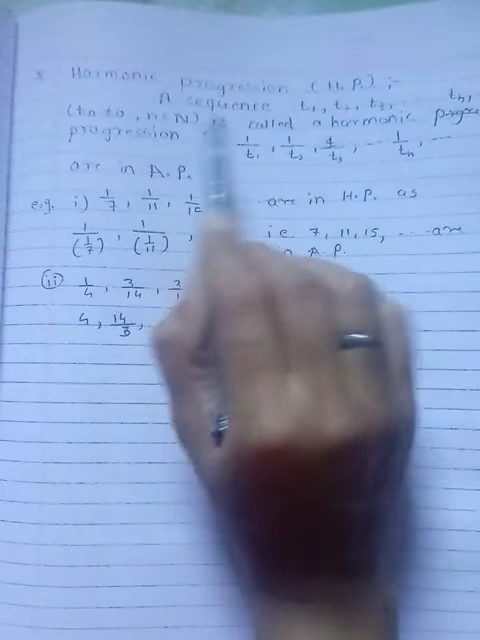 * Harmonic progression (H.P.) :-
A sequence t₁, t₂, t₃, tₙ,
(tₙ ≠ 0, n ∈ N) is called a harmonic
progression 1/t₁, 1/t₂, 1/t₃, ... 1/tₙ, ...
are in A.P.
e.g. i) 1/7, 1/11, are in H.P. as
1/(1/7), 1/(1/11), i.e 7, 11, 15, ... are
A.P.
(ii) 1/4, 3/14,
4, 14/3,